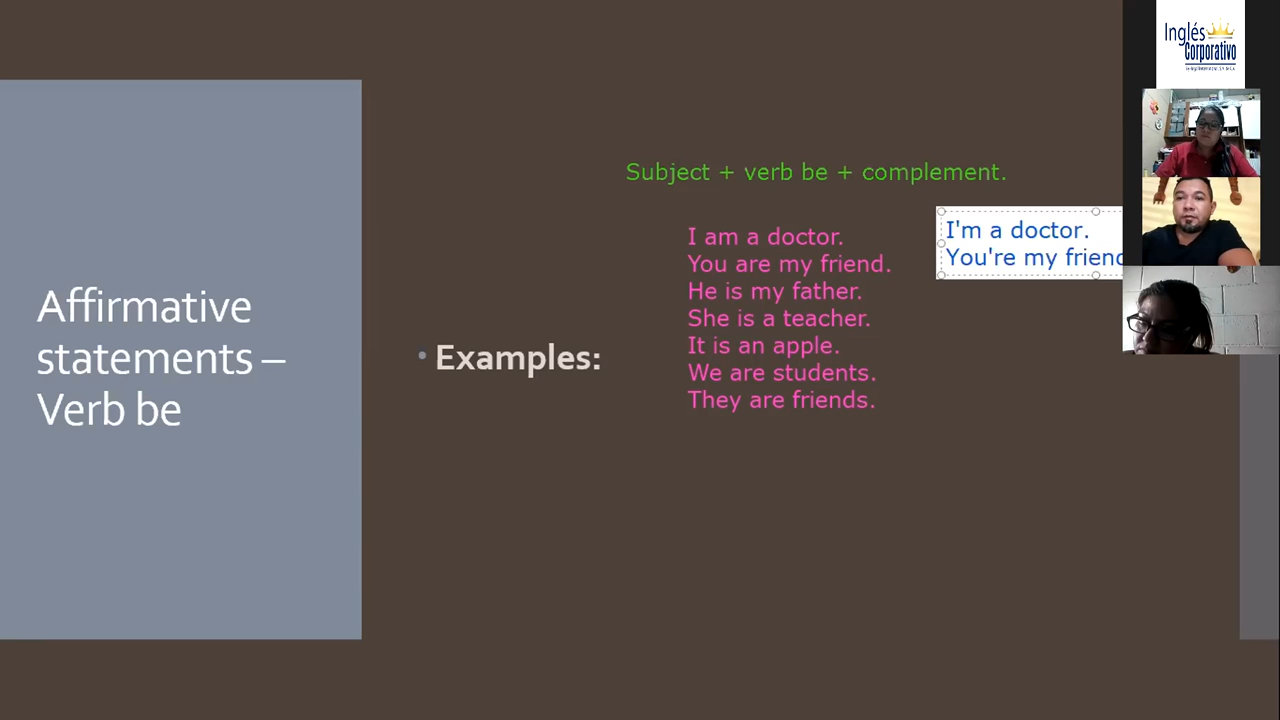 Inglés
Corporativo
Subject + verb be + complement.
I am a doctor.
You are my friend.
He is my father.
She is a teacher.
It is an apple.
We are students.
They are friends.
I'm a doctor.
You're my frienc
Affirmative
statements –
Verb be
• Examples: